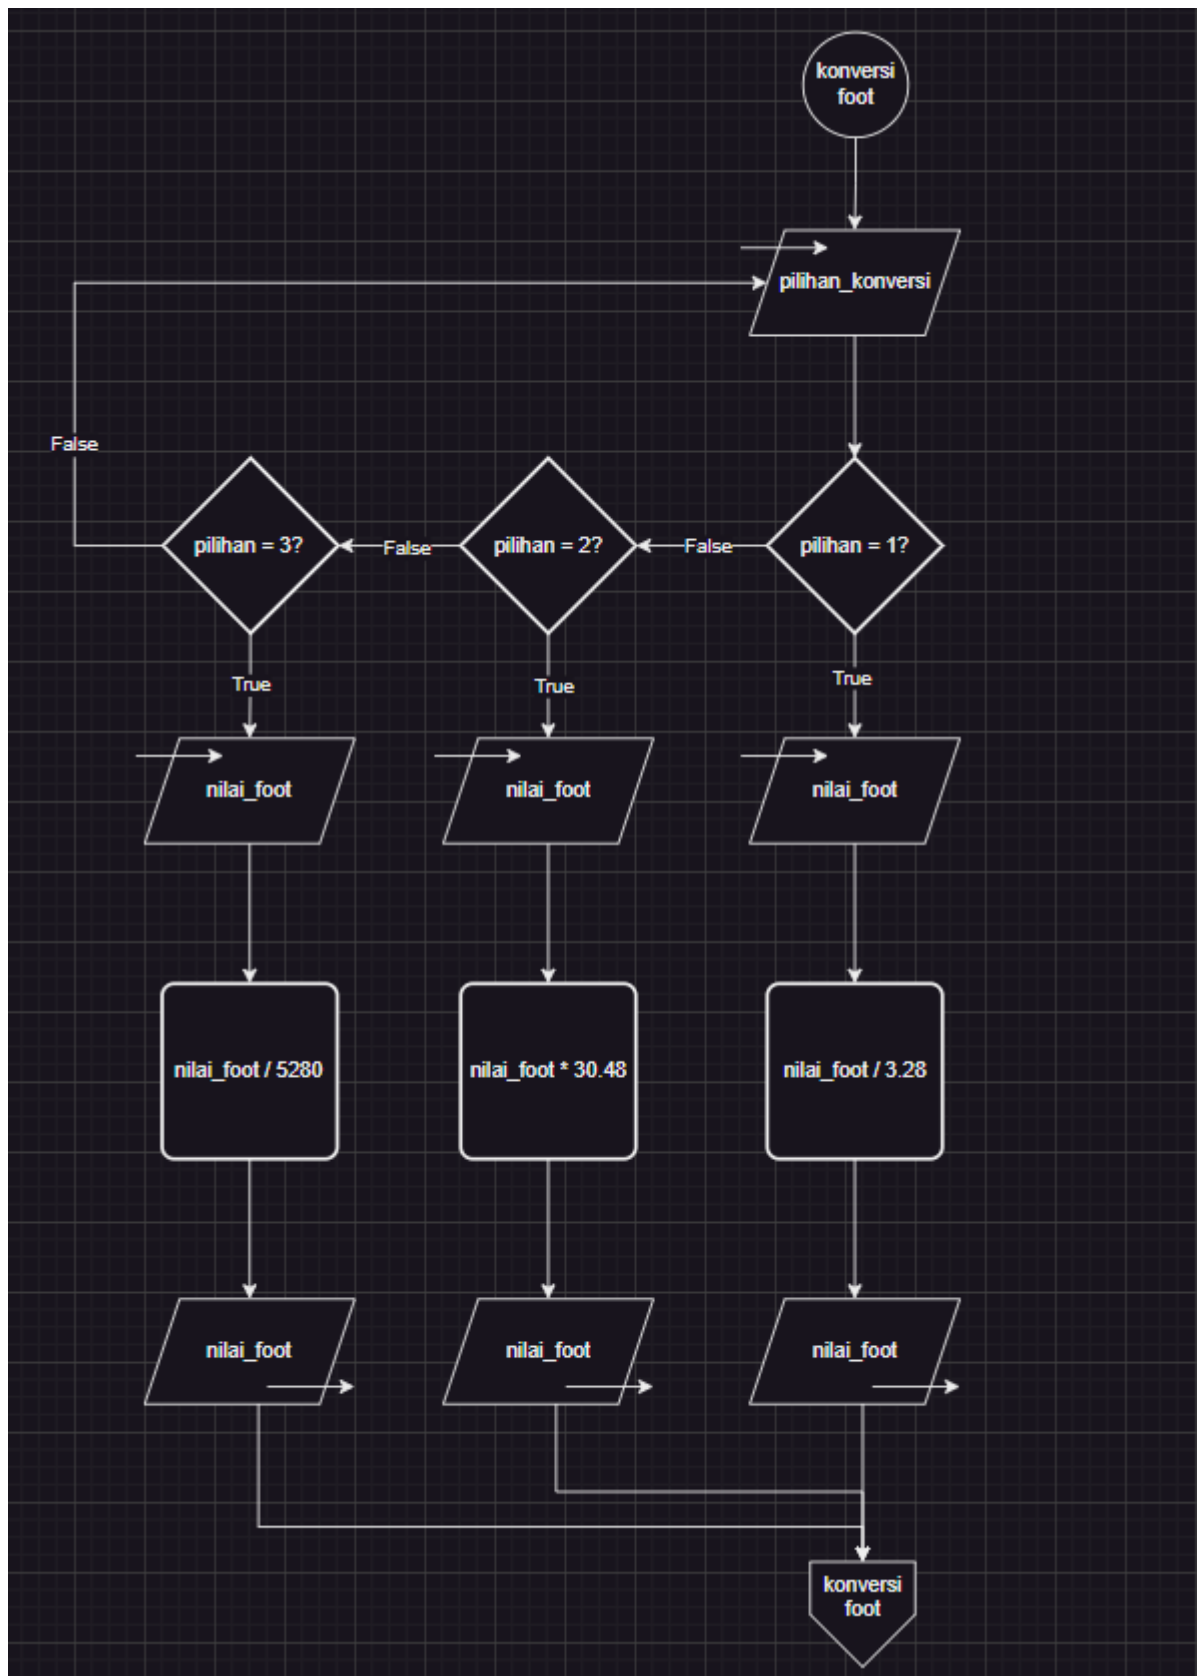 konversi
foot
pilihan_konversi
False
pilihan = 3?
False
pilihan = 2?
False
pilihan = 1?
True
True
True
nilai_foot
nilai_foot
nilai_foot
nilai_foot / 5280
nilai_foot * 30.48
nilai_foot / 3.28
nilai_foot
nilai_foot
nilai_foot
konversi
foot